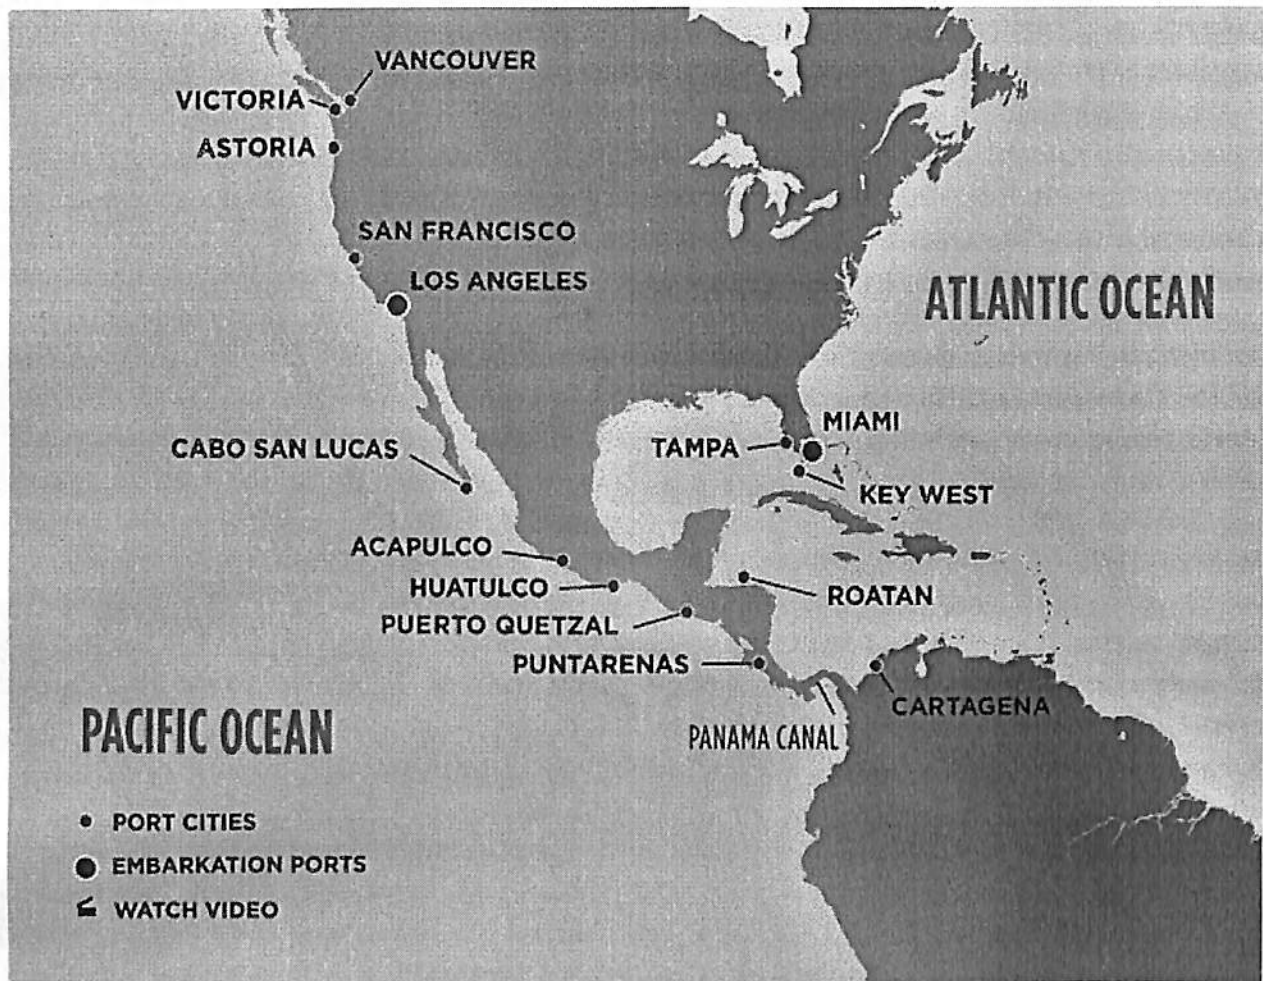 VANCOUVER
VICTORIA
ASTORIA
SAN FRANCISCO
LOS ANGELES
ATLANTIC OCEAN
MIAMI
TAMPA
CABO SAN LUCAS
KEY WEST
ACAPULCO
HUATULCO
ROATAN
PUERTO QUETZAL
PUNTARENAS
CARTAGENA
PACIFIC OCEAN
PANAMA CANAL
PORT CITIES
EMBARKATION PORTS
WATCH VIDEO